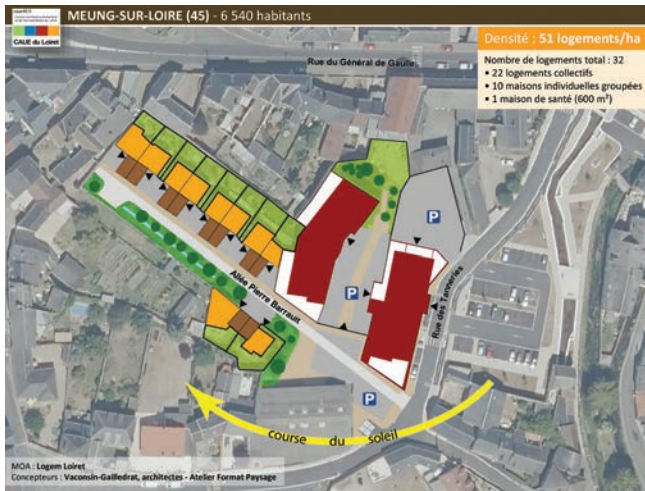 MEUNG-SUR-LOIRE (45) - 6 540 habitants
CAUE du Loiret
Densité : 51 logements/ha
Nombre de logements total : 32
• 22 logements collectifs
• 10 maisons individuelles groupées
• 1 maison de santé (600 m²)
Rue du Général de Gaulle
P
P
Allée Pierre Barrault
Rue des Tanneries
P
course du soleil
MOA : Logem Loiret
Concepteurs : Vaconsin-Gailledrat, architectes - Atelier Format Paysage